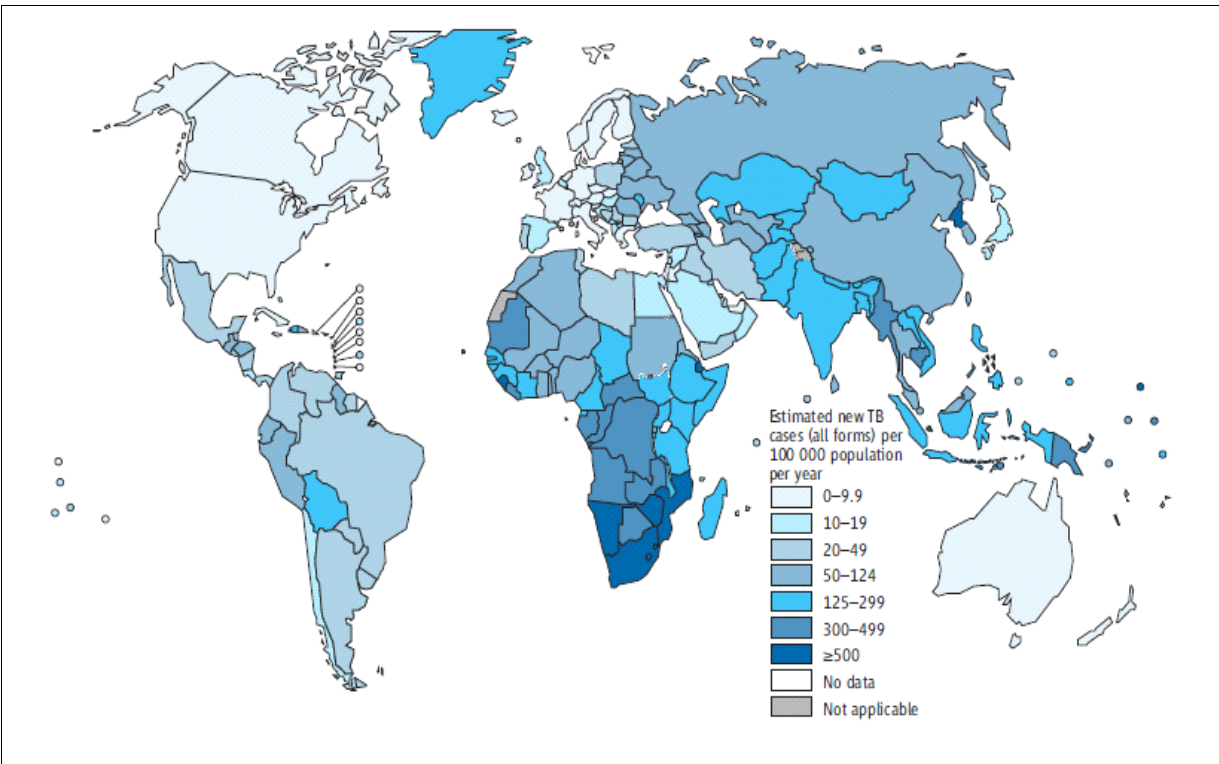 Estimated new TB
cases (all forms) per
100 000 population
per year
0–9.9
10–19
20–49
50–124
125–299
300–499
≥500
No data
Not applicable